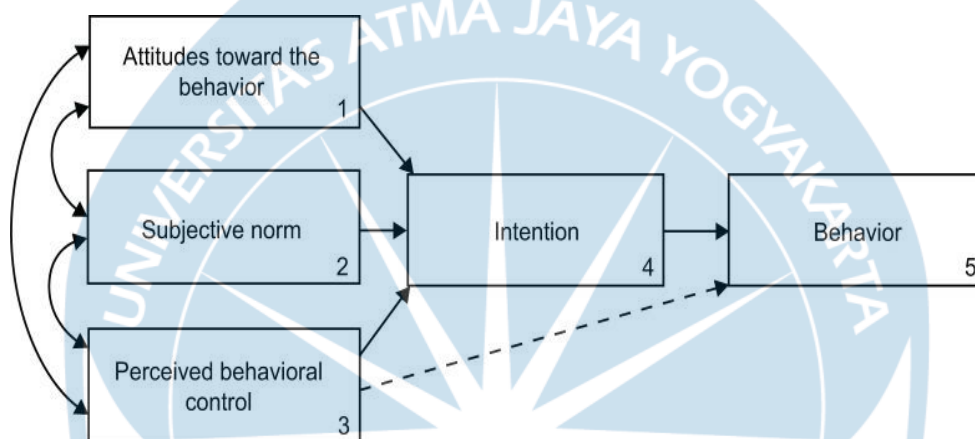 UNIVERSITAS ATMA JAYA YOGYAKARTA
Attitudes toward the
behavior
1
Subjective norm
2
Perceived behavioral
control
3
Intention
4
Behavior
5